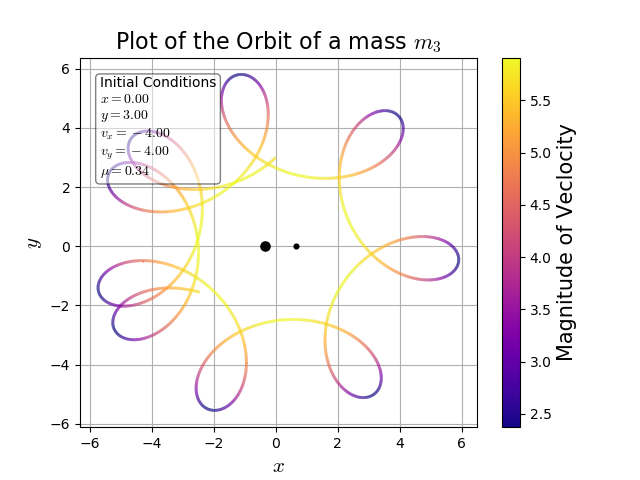 Plot of the Orbit of a mass m₃
Initial Conditions
x = 0.00
y = 3.00
vₓ = −4.00
v_y = −4.00
μ = 0.34
6
4
2
0
−2
−4
−6
y
−6 −4 −2 0 2 4 6
x
5.5
5.0
4.5
4.0
3.5
3.0
2.5
Magnitude of Veclocity